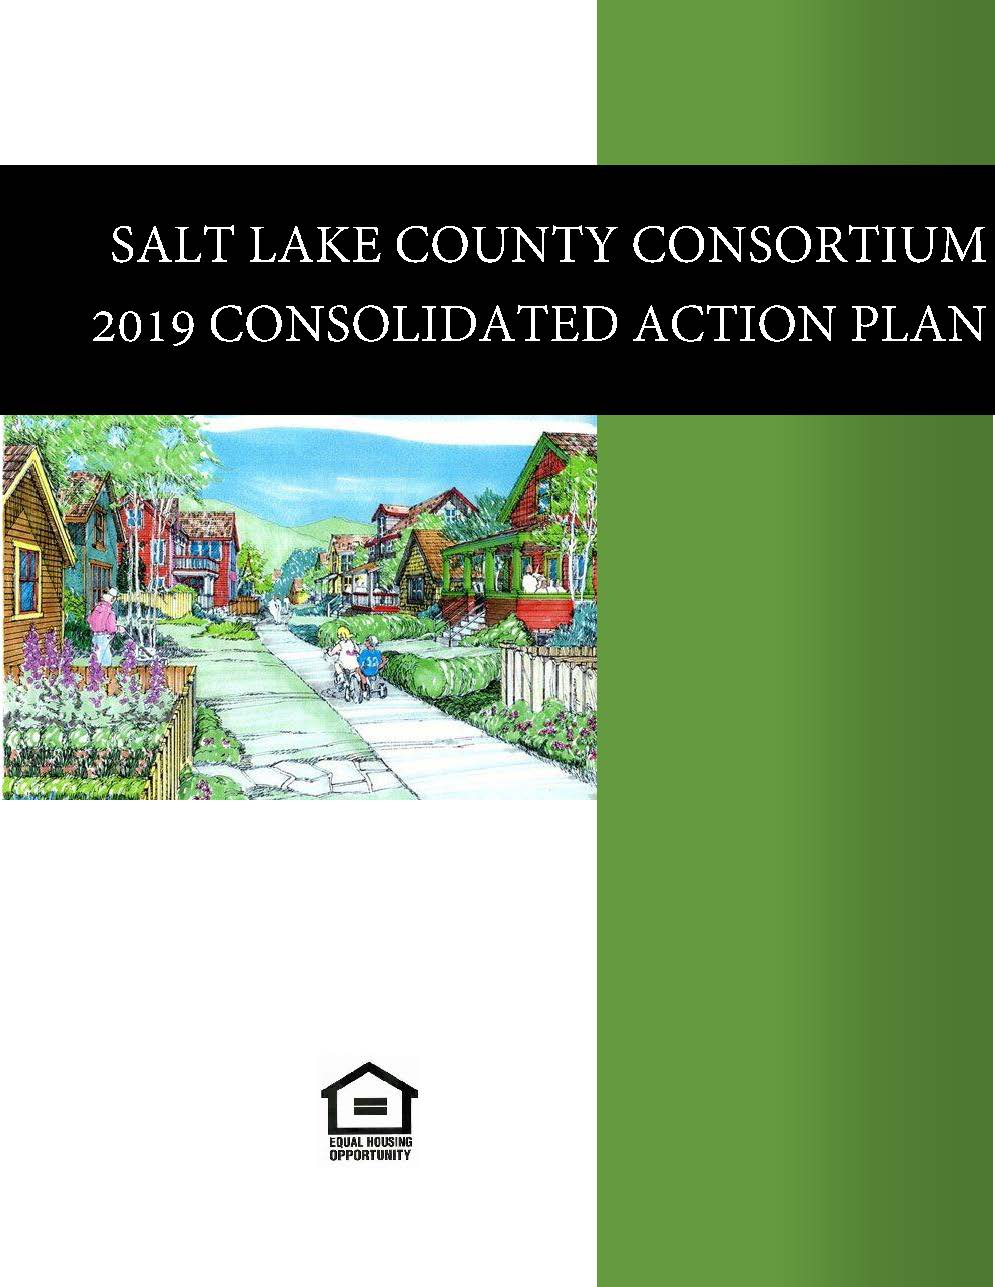 SALT LAKE COUNTY CONSORTIUM
2019 CONSOLIDATED ACTION PLAN
EQUAL HOUSING
OPPORTUNITY